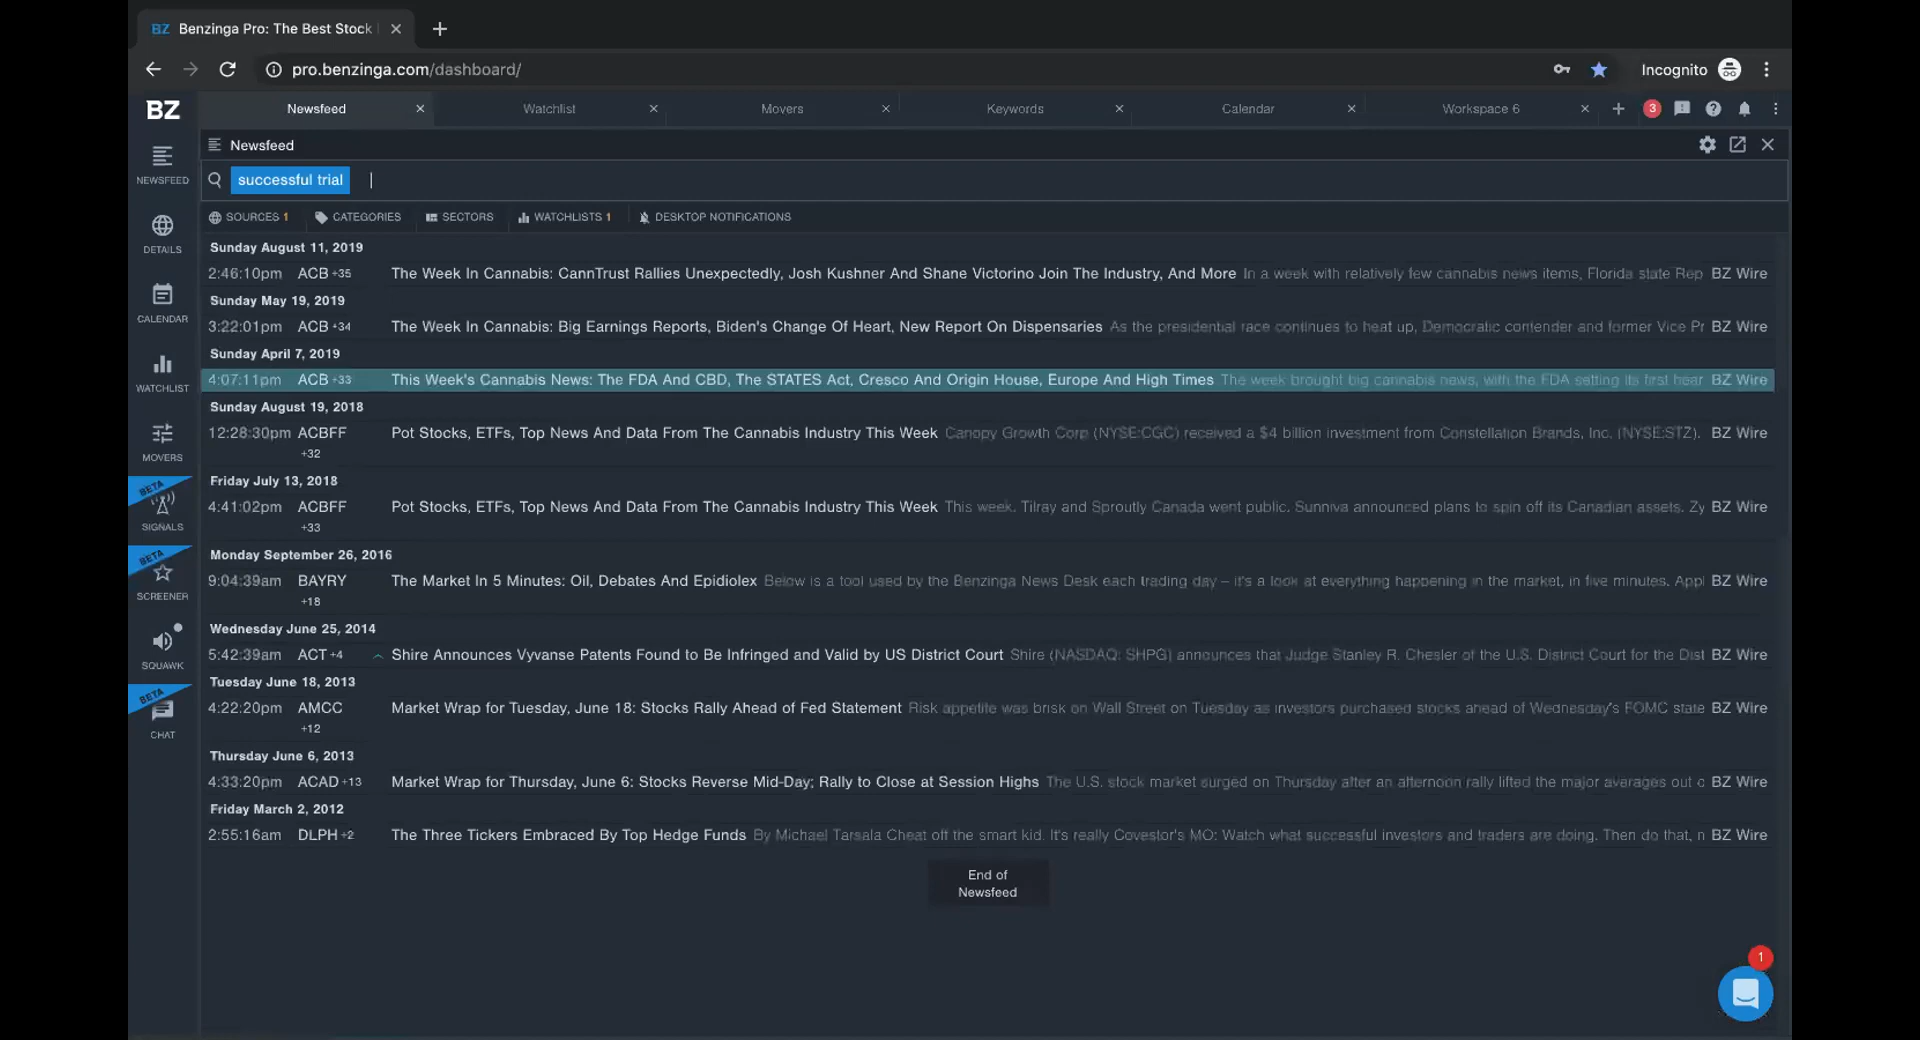 BZ Benzinga Pro: The Best Stock
pro.benzinga.com/dashboard/
Incognito
BZ
Newsfeed
Watchlist
Movers
Keywords
Calendar
Workspace 6
3
Newsfeed
successful trial
SOURCES 1
CATEGORIES
SECTORS
WATCHLISTS 1
DESKTOP NOTIFICATIONS
NEWSFEED
DETAILS
CALENDAR
WATCHLIST
MOVERS
BETA
SIGNALS
BETA
SCREENER
SQUAWK
BETA
CHAT
Sunday August 11, 2019
2:46:10pm ACB +35 The Week In Cannabis: CannTrust Rallies Unexpectedly, Josh Kushner And Shane Victorino Join The Industry, And More In a week with relatively few cannabis news items, Florida state Rep BZ Wire
Sunday May 19, 2019
3:22:01pm ACB +34 The Week In Cannabis: Big Earnings Reports, Biden's Change Of Heart, New Report On Dispensaries As the presidential race continues to heat up, Democratic contender and former Vice Pr BZ Wire
Sunday April 7, 2019
4:07:11pm ACB +33 This Week's Cannabis News: The FDA And CBD, The STATES Act, Cresco And Origin House, Europe And High Times The week brought big cannabis news, with the FDA setting its first hear BZ Wire
Sunday August 19, 2018
12:28:30pm ACBFF Pot Stocks, ETFs, Top News And Data From The Cannabis Industry This Week Canopy Growth Corp (NYSE:CGC) received a $4 billion investment from Constellation Brands, Inc. (NYSE:STZ). BZ Wire
+32
Friday July 13, 2018
4:41:02pm ACBFF Pot Stocks, ETFs, Top News And Data From The Cannabis Industry This Week This week. Tilray and Sproutly Canada went public. Sunniva announced plans to spin off its Canadian assets. Zy BZ Wire
+33
Monday September 26, 2016
9:04:39am BAYRY The Market In 5 Minutes: Oil, Debates And Epidiolex Below is a tool used by the Benzinga News Desk each trading day – it's a look at everything happening in the market, in five minutes. Appl BZ Wire
+18
Wednesday June 25, 2014
5:42:39am ACT +4 Shire Announces Vyvanse Patents Found to Be Infringed and Valid by US District Court Shire (NASDAQ: SHPG) announces that Judge Stanley R. Chesler of the U.S. District Court for the Dist BZ Wire
Tuesday June 18, 2013
4:22:20pm AMCC Market Wrap for Tuesday, June 18: Stocks Rally Ahead of Fed Statement Risk appetite was brisk on Wall Street on Tuesday as investors purchased stocks ahead of Wednesday's FOMC state BZ Wire
+12
Thursday June 6, 2013
4:33:20pm ACAD +13 Market Wrap for Thursday, June 6: Stocks Reverse Mid-Day; Rally to Close at Session Highs The U.S. stock market surged on Thursday after an afternoon rally lifted the major averages out o BZ Wire
Friday March 2, 2012
2:55:16am DLPH +2 The Three Tickers Embraced By Top Hedge Funds By Michael Tarsala Cheat off the smart kid. It's really Covestor's MO: Watch what successful investors and traders are doing. Then do that, n BZ Wire
End of
Newsfeed
1